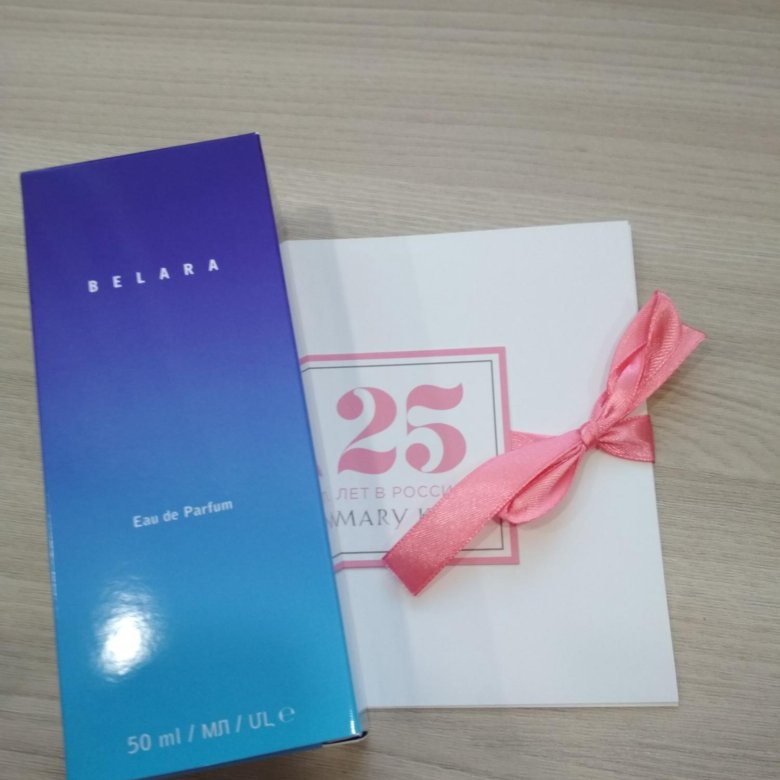 BELARA
Eau de Parfum
50 ml / МЛ / UL e
25
ЛЕТ В РОССИ
MARY